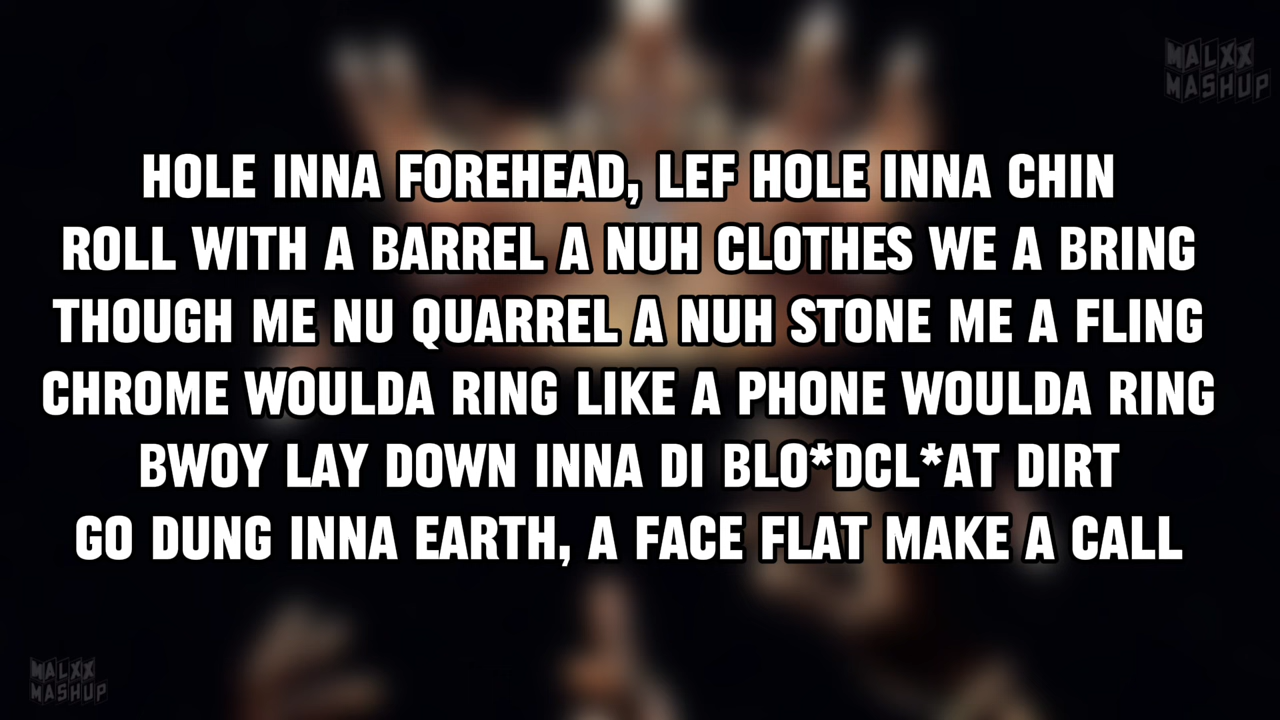 MALXX
MASHUP
HOLE INNA FOREHEAD, LEF HOLE INNA CHIN
ROLL WITH A BARREL A NUH CLOTHES WE A BRING
THOUGH ME NU QUARREL A NUH STONE ME A FLING
CHROME WOULDA RING LIKE A PHONE WOULDA RING
BWOY LAY DOWN INNA DI BLO*DCL*AT DIRT
GO DUNG INNA EARTH, A FACE FLAT MAKE A CALL
MALXX
MASHUP